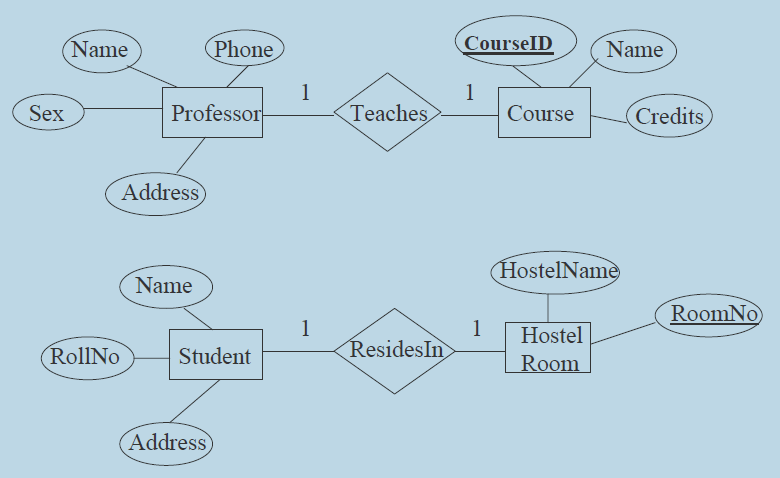 CourseID
Name
Phone
Name
Sex
Professor
1
Teaches
1
Course
Credits
Address
HostelName
Name
RoomNo
RollNo
Student
1
ResidesIn
1
Hostel
Room
Address